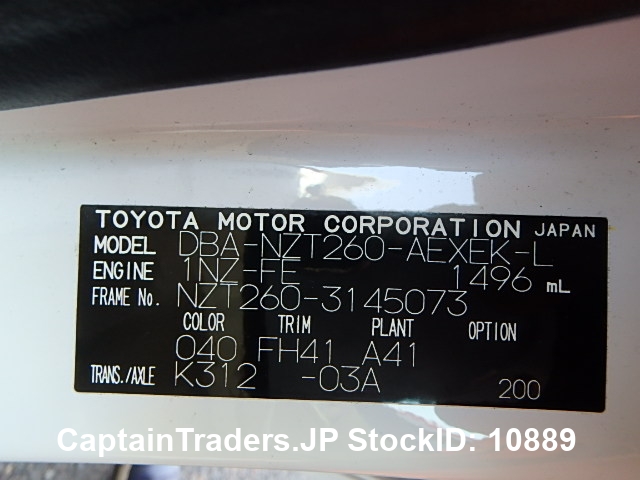 TOYOTA MOTOR CORPORATION JAPAN
MODEL DBA-NZT260-AEXEK-L
ENGINE 1NZ-FE 1496 mL
FRAME No. NZT260-3145073
COLOR TRIM PLANT OPTION
040 FH41 A41
TRANS./AXLE K312 -03A 200
CaptainTraders.JP StockID. 10889